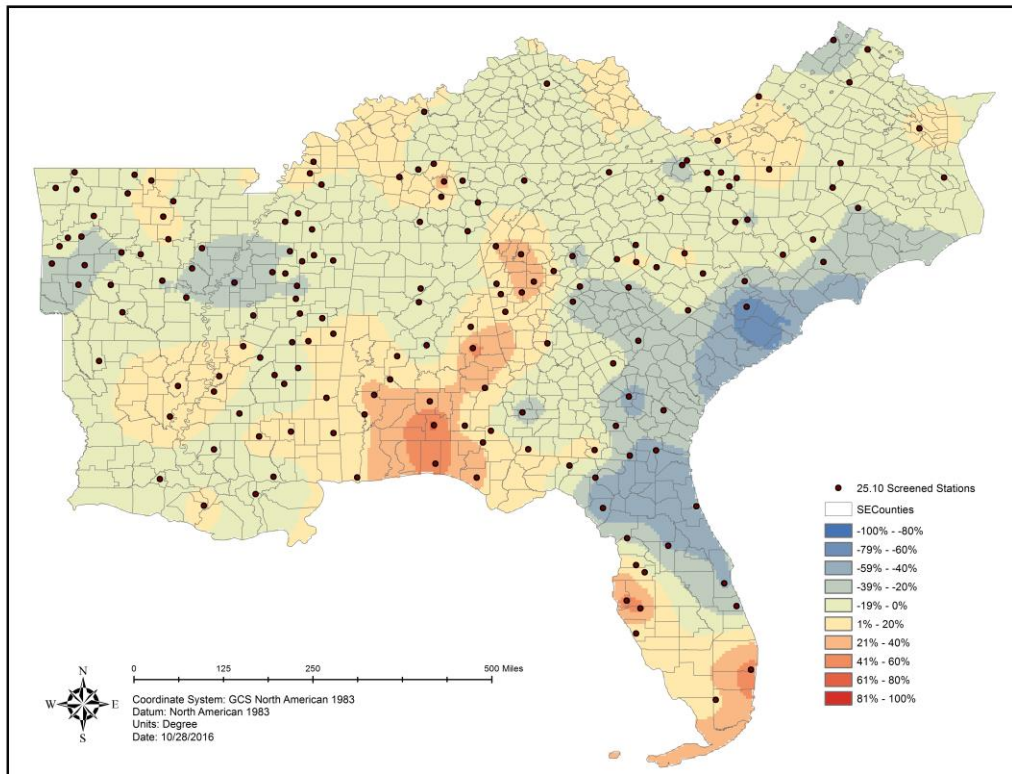 25.10 Screened Stations
SECounties
-100% - -80%
-79% - -60%
-59% - -40%
-39% - -20%
-19% - 0%
1% - 20%
21% - 40%
41% - 60%
61% - 80%
81% - 100%
0 125 250 500 Miles
N
W E
S
Coordinate System: GCS North American 1983
Datum: North American 1983
Units: Degree
Date: 10/28/2016